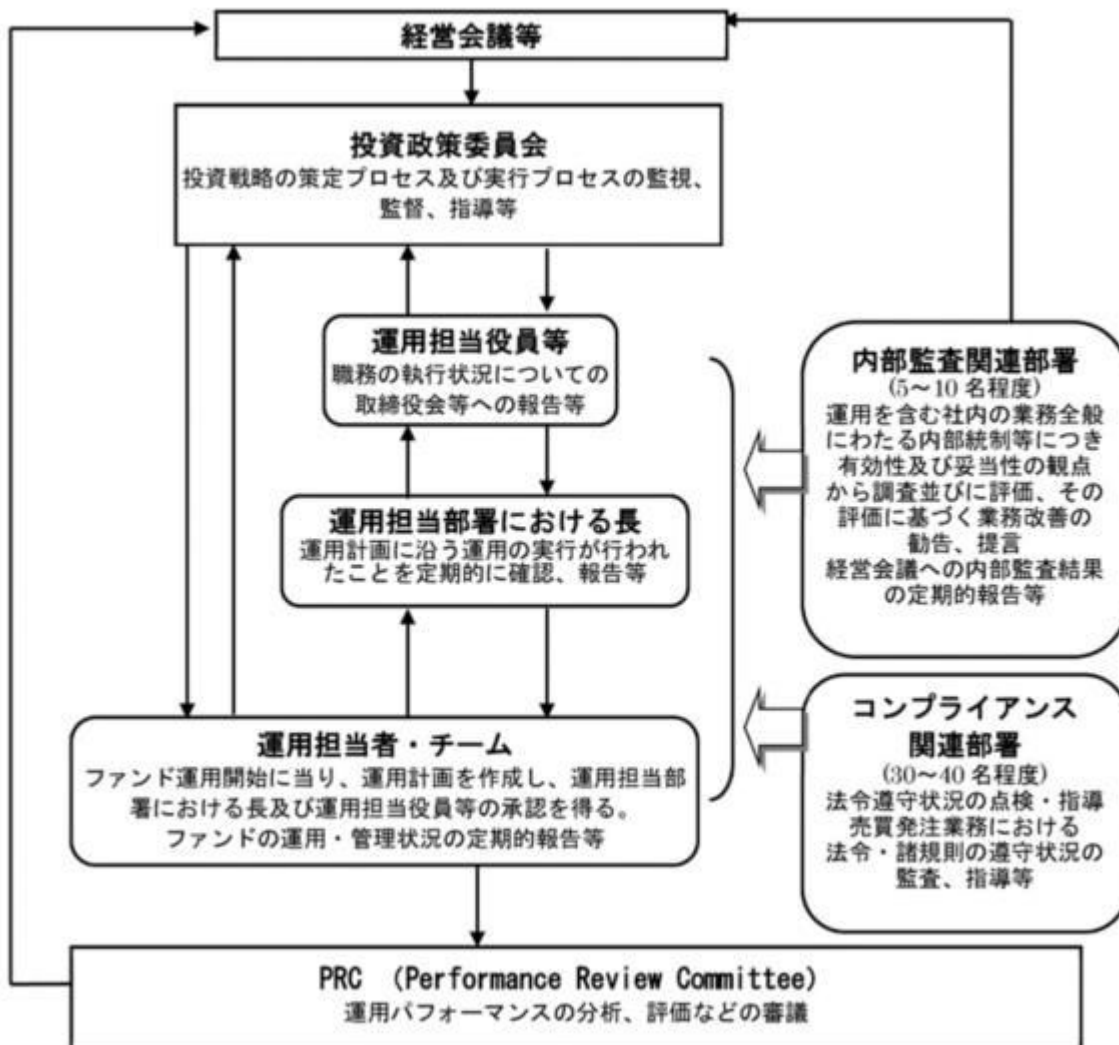 経営会議等
投資政策委員会
投資戦略の策定プロセス及び実行プロセスの監視、
監督、指導等
運用担当役員等
職務の執行状況についての
取締役会等への報告等
運用担当部署における長
運用計画に沿う運用の実行が行われ
たことを定期的に確認、報告等
運用担当者・チーム
ファンド運用開始に当り、運用計画を作成し、運用担当部
署における長及び運用担当役員等の承認を得る。
ファンドの運用・管理状況の定期的報告等
内部監査関連部署
(5～10 名程度)
運用を含む社内の業務全般
にわたる内部統制等につき
有効性及び妥当性の観点
から調査並びに評価、その
評価に基づく業務改善の
勧告、提言
経営会議への内部監査結果
の定期的報告等
コンプライアンス
関連部署
(30～40 名程度)
法令遵守状況の点検・指導
売買発注業務における
法令・諸規則の遵守状況の
監査、指導等
PRC （Performance Review Committee）
運用パフォーマンスの分析、評価などの審議